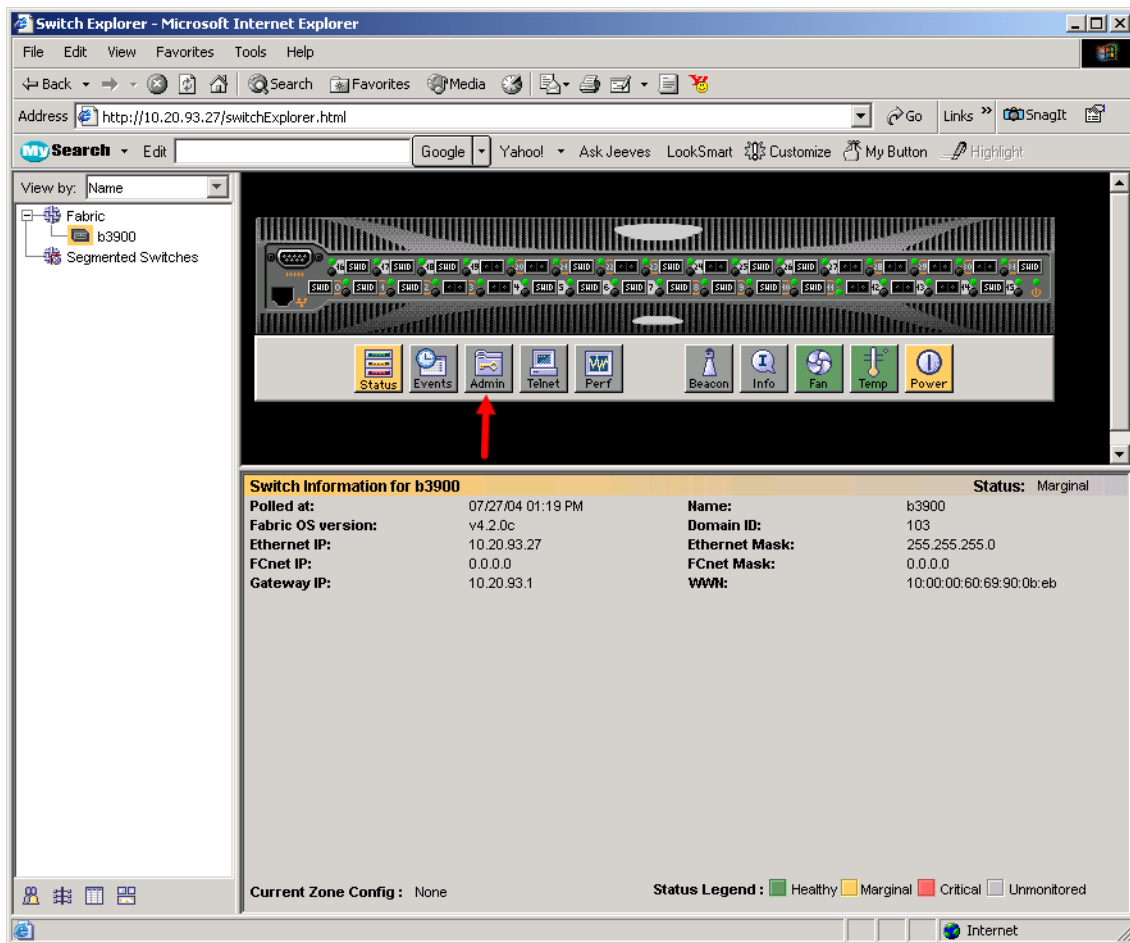 Switch Explorer - Microsoft Internet Explorer
File Edit View Favorites Tools Help
Back Search Favorites Media
Address http://10.20.93.27/switchExplorer.html Go Links » SnagIt
My Search Edit Google Yahoo! Ask Jeeves LookSmart Customize My Button Highlight
View by: Name
Fabric
b3900
Segmented Switches
Status Events Admin Telnet Perf Beacon Info Fan Temp Power
Switch Information for b3900 Status: Marginal
Polled at: 07/27/04 01:19 PM Name: b3900
Fabric OS version: v4.2.0c Domain ID: 103
Ethernet IP: 10.20.93.27 Ethernet Mask: 255.255.255.0
FCnet IP: 0.0.0.0 FCnet Mask: 0.0.0.0
Gateway IP: 10.20.93.1 WWN: 10:00:00:60:69:90:0b:eb
Current Zone Config : None Status Legend : Healthy Marginal Critical Unmonitored
Internet